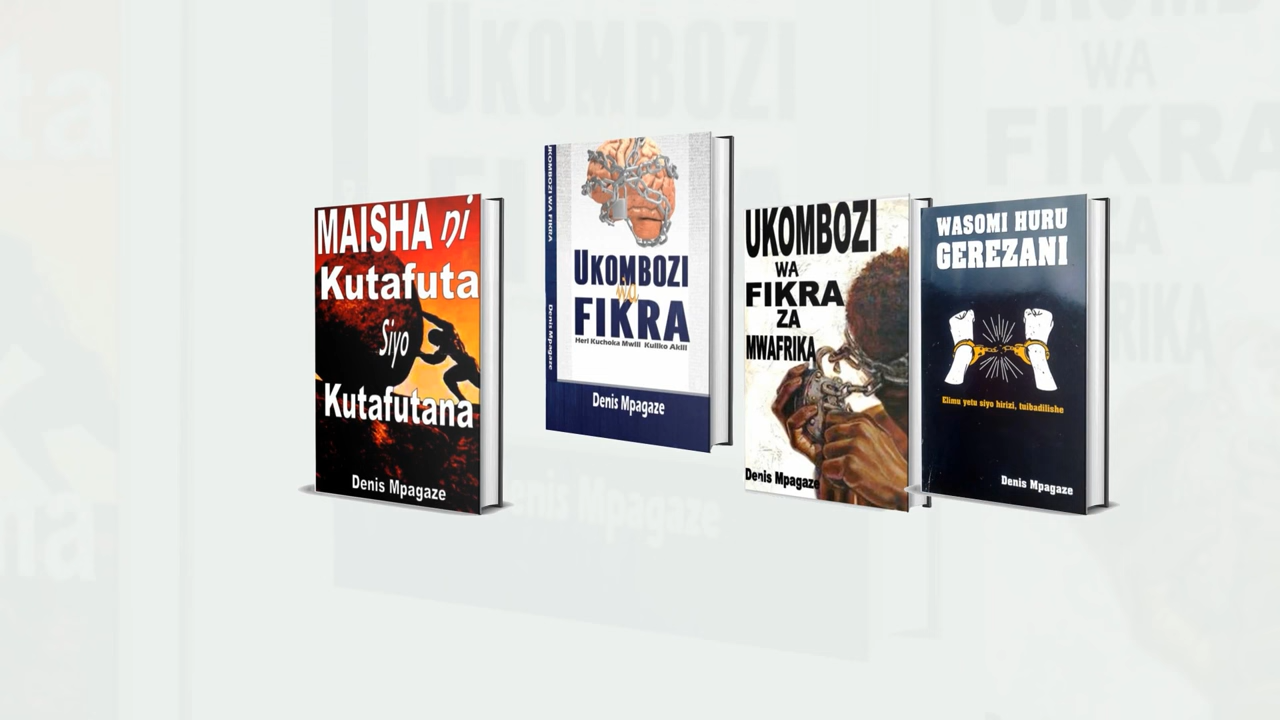 MAISHA ni
Kutafuta
Siyo
Kutafutana
Denis Mpagaze
UKOMBOZI WA FIKRA
Denis Mpagaze
UKOMBOZI
wa
FIKRA
Heri Kuchoka Mwili Kuliko Akili
Denis Mpagaze
UKOMBOZI
WA
FIKRA
ZA
MWAFRIKA
Denis Mpagaze
WASOMI HURU
GEREZANI
Elimu yetu siyo hirizi, tuibadilishe
Denis Mpagaze
UKOMBOZI
Denis Mpagaze
WA
FIKRA